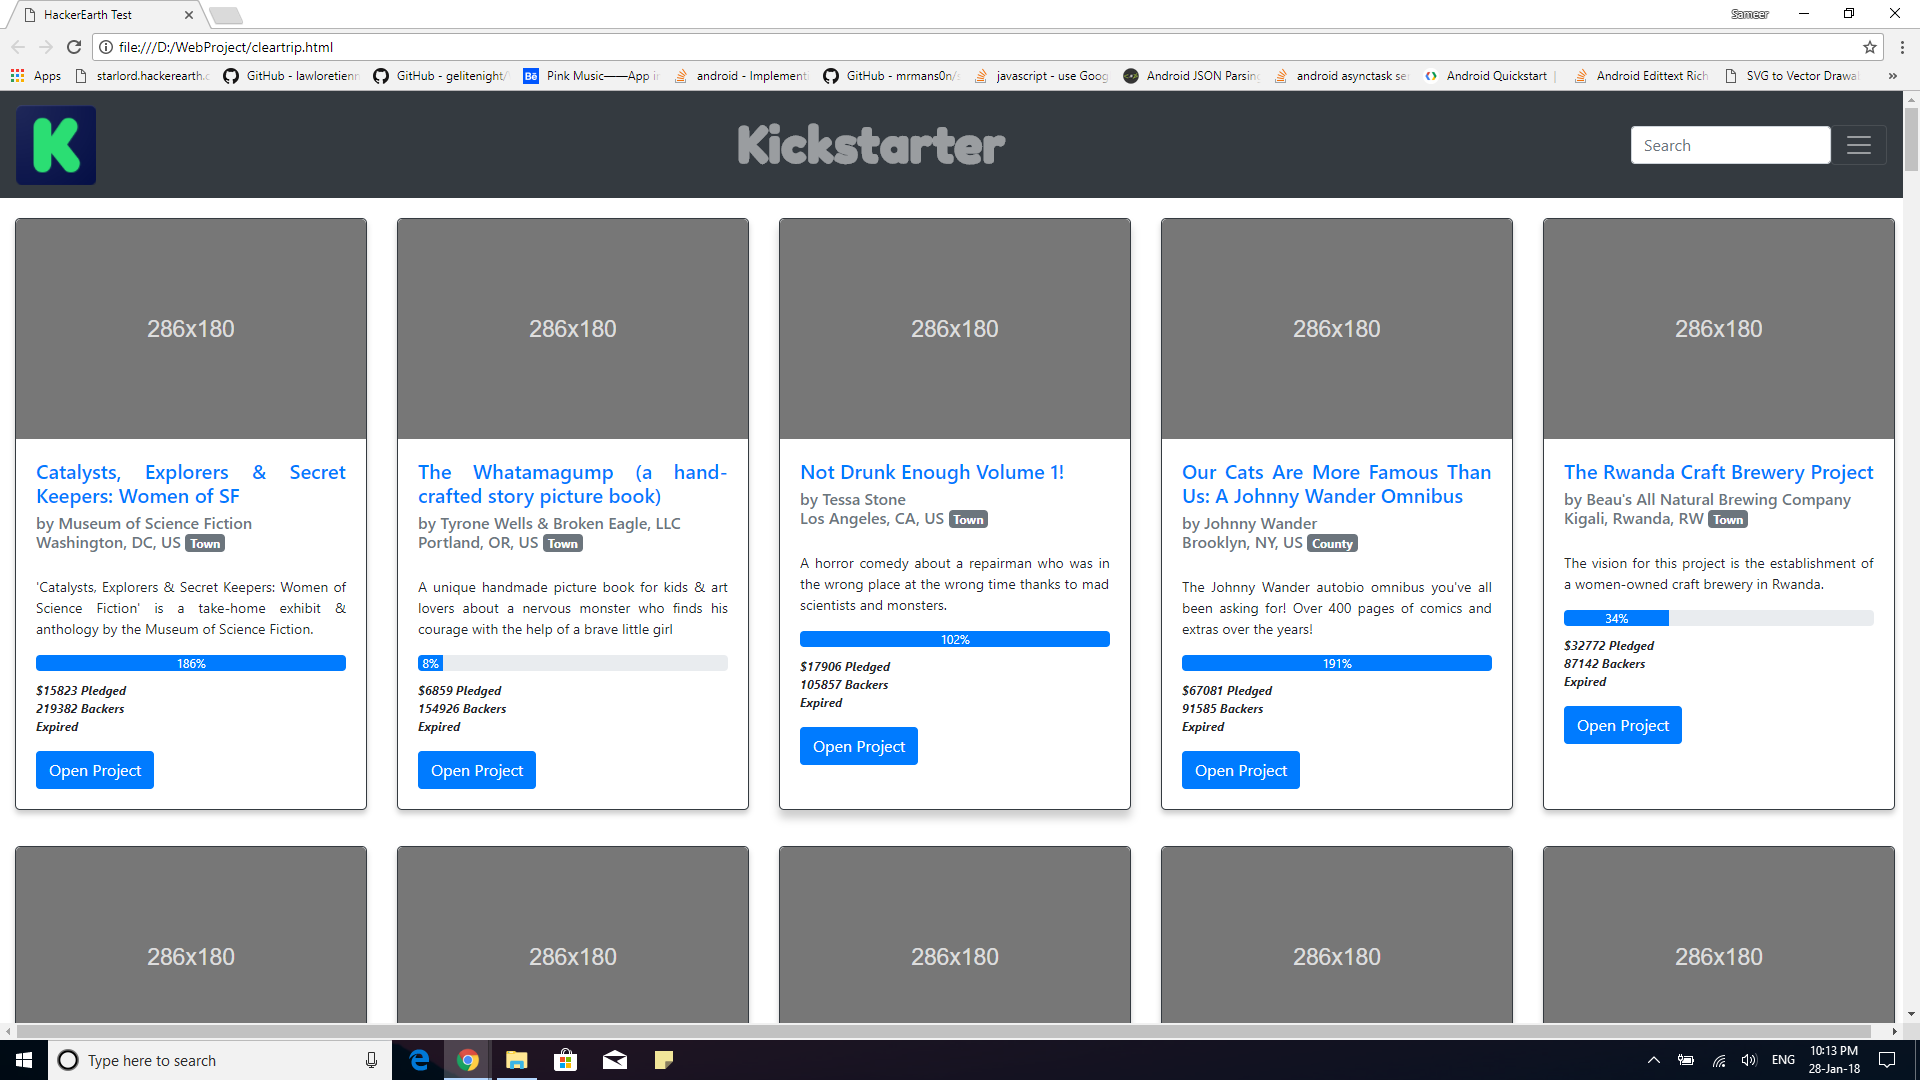 HackerEarth Test
Sameer
file:///D:/WebProject/cleartrip.html
Apps
starlord.hackerearth.c
GitHub - lawloretienn
GitHub - gelitenight/
Pink Music——App in
android - Implementi
GitHub - mrmans0n/s
javascript - use Goog
Android JSON Parsing
android asynctask ser
Android Quickstart |
Android Edittext Rich
SVG to Vector Drawal
»
K
Kickstarter
Search
286x180
286x180
286x180
286x180
286x180
Catalysts, Explorers & Secret
Keepers: Women of SF
by Museum of Science Fiction
Washington, DC, US Town
'Catalysts, Explorers & Secret Keepers: Women of
Science Fiction' is a take-home exhibit &
anthology by the Museum of Science Fiction.
186%
$15823 Pledged
219382 Backers
Expired
Open Project
The Whatamagump (a hand-
crafted story picture book)
by Tyrone Wells & Broken Eagle, LLC
Portland, OR, US Town
A unique handmade picture book for kids & art
lovers about a nervous monster who finds his
courage with the help of a brave little girl
8%
$6859 Pledged
154926 Backers
Expired
Open Project
Not Drunk Enough Volume 1!
by Tessa Stone
Los Angeles, CA, US Town
A horror comedy about a repairman who was in
the wrong place at the wrong time thanks to mad
scientists and monsters.
102%
$17906 Pledged
105857 Backers
Expired
Open Project
Our Cats Are More Famous Than
Us: A Johnny Wander Omnibus
by Johnny Wander
Brooklyn, NY, US County
The Johnny Wander autobio omnibus you've all
been asking for! Over 400 pages of comics and
extras over the years!
191%
$67081 Pledged
91585 Backers
Expired
Open Project
The Rwanda Craft Brewery Project
by Beau's All Natural Brewing Company
Kigali, Rwanda, RW Town
The vision for this project is the establishment of
a women-owned craft brewery in Rwanda.
34%
$32772 Pledged
87142 Backers
Expired
Open Project
286x180
286x180
286x180
286x180
286x180
Type here to search
ENG
10:13 PM
28-Jan-18